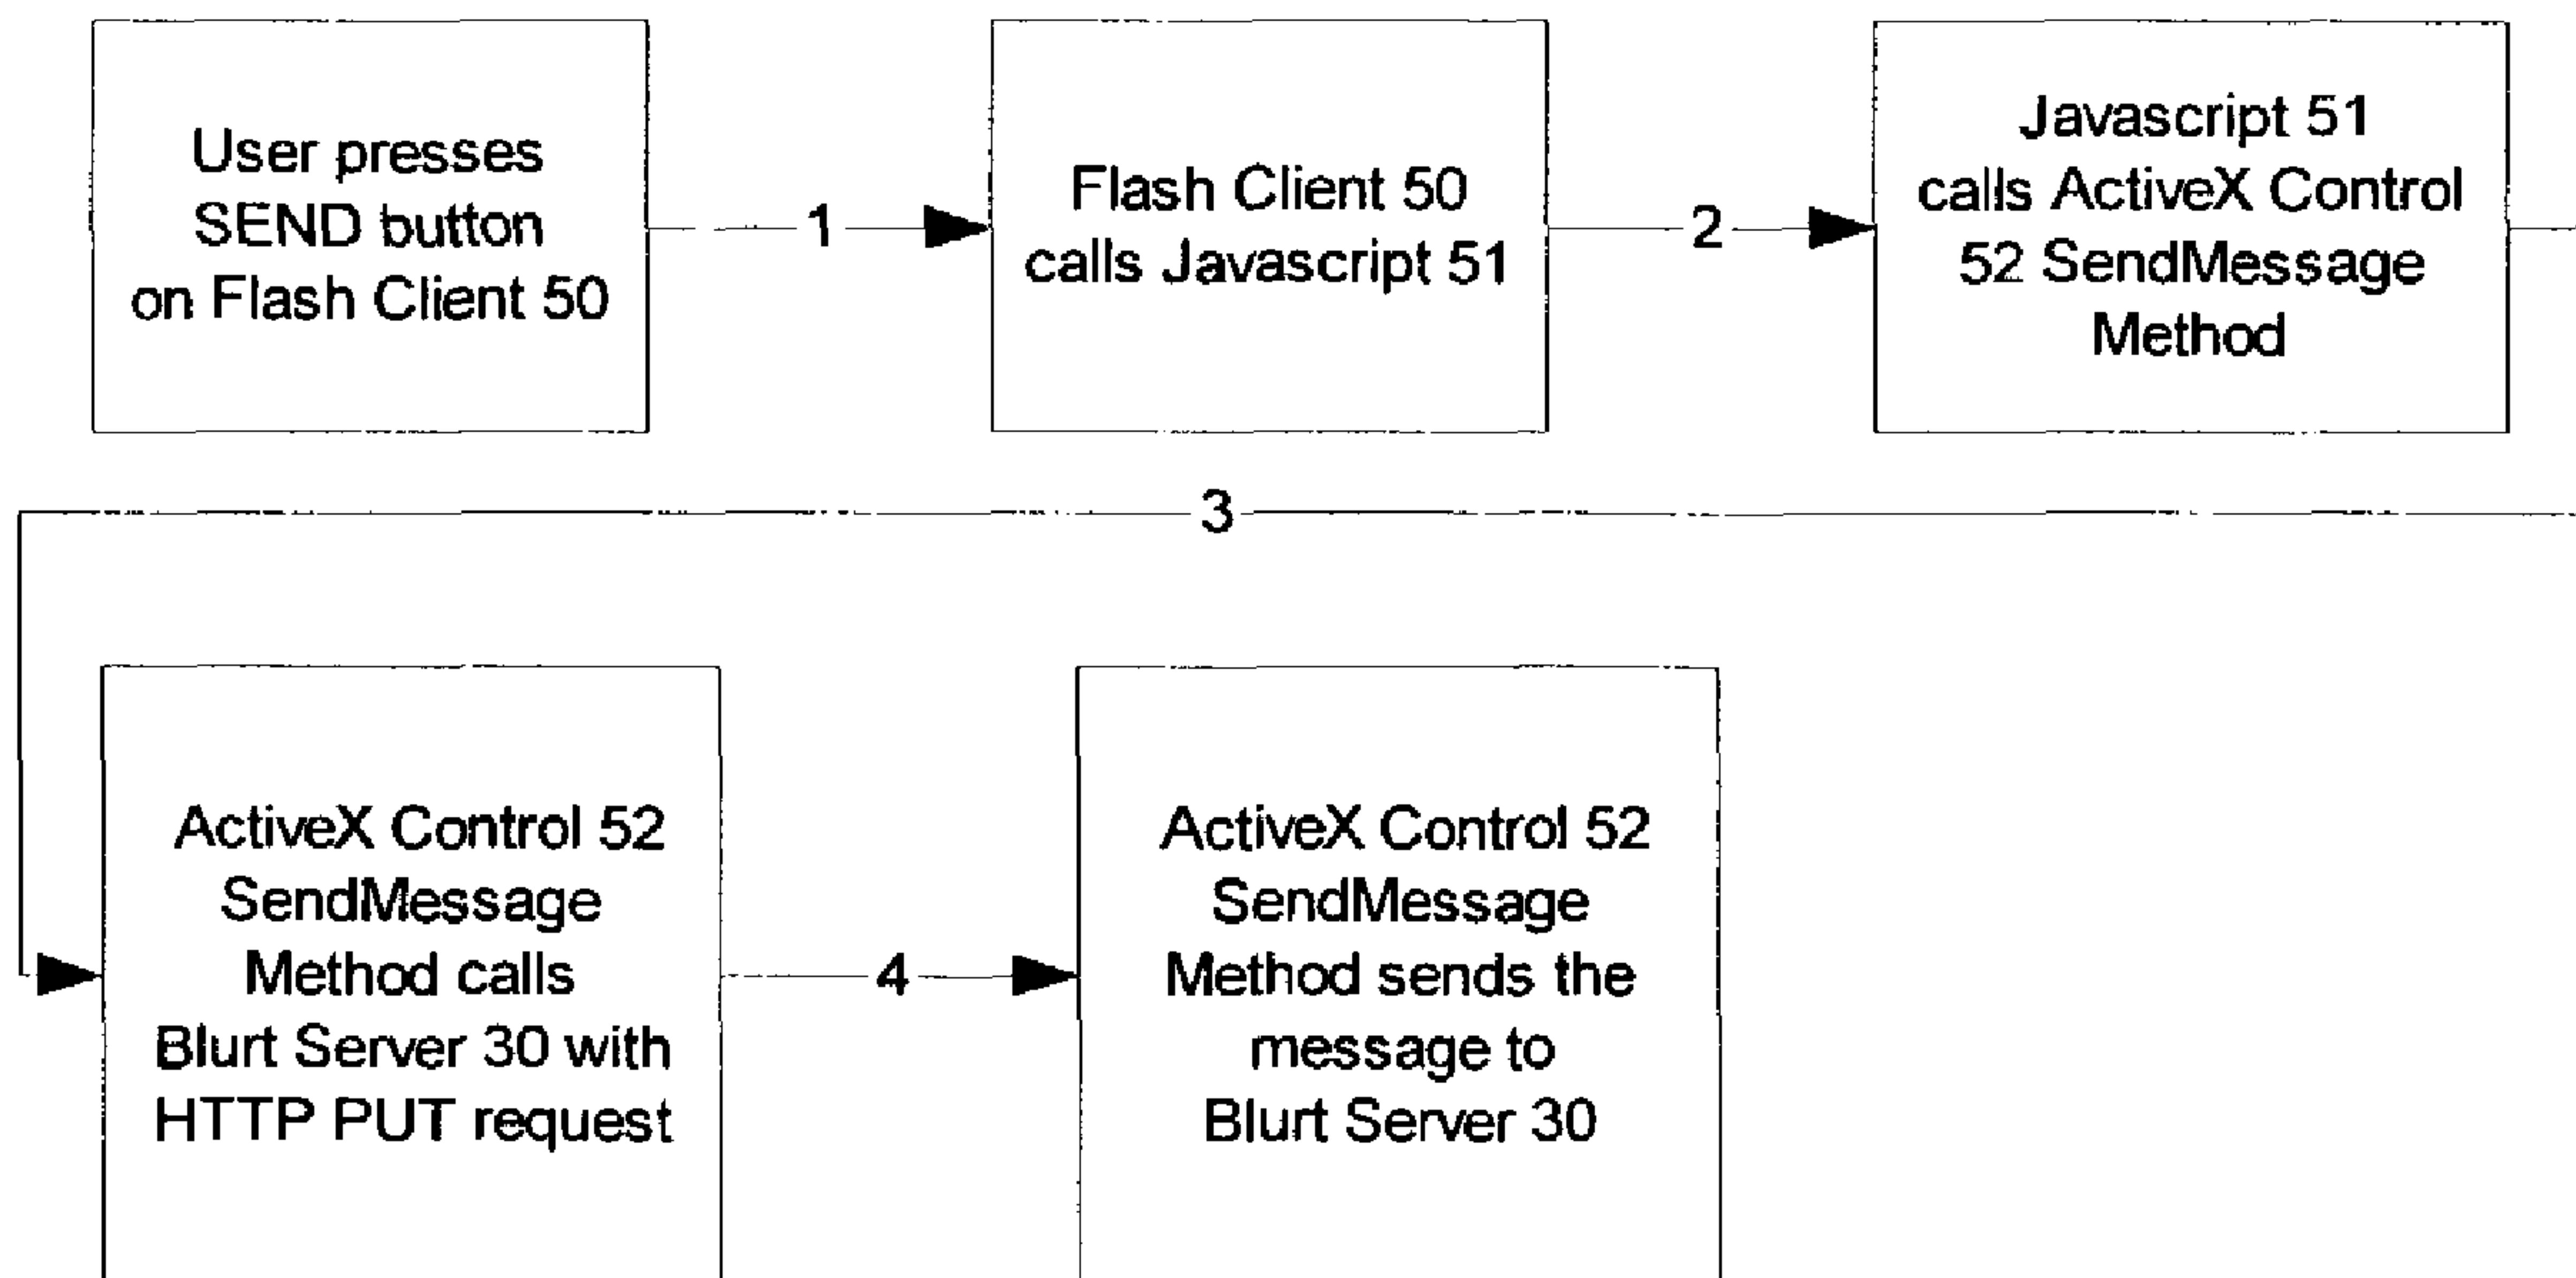 User presses
SEND button
on Flash Client 50
1
Flash Client 50
calls Javascript 51
2
Javascript 51
calls ActiveX Control
52 SendMessage
Method
3
ActiveX Control 52
SendMessage
Method calls
Blurt Server 30 with
HTTP PUT request
4
ActiveX Control 52
SendMessage
Method sends the
message to
Blurt Server 30